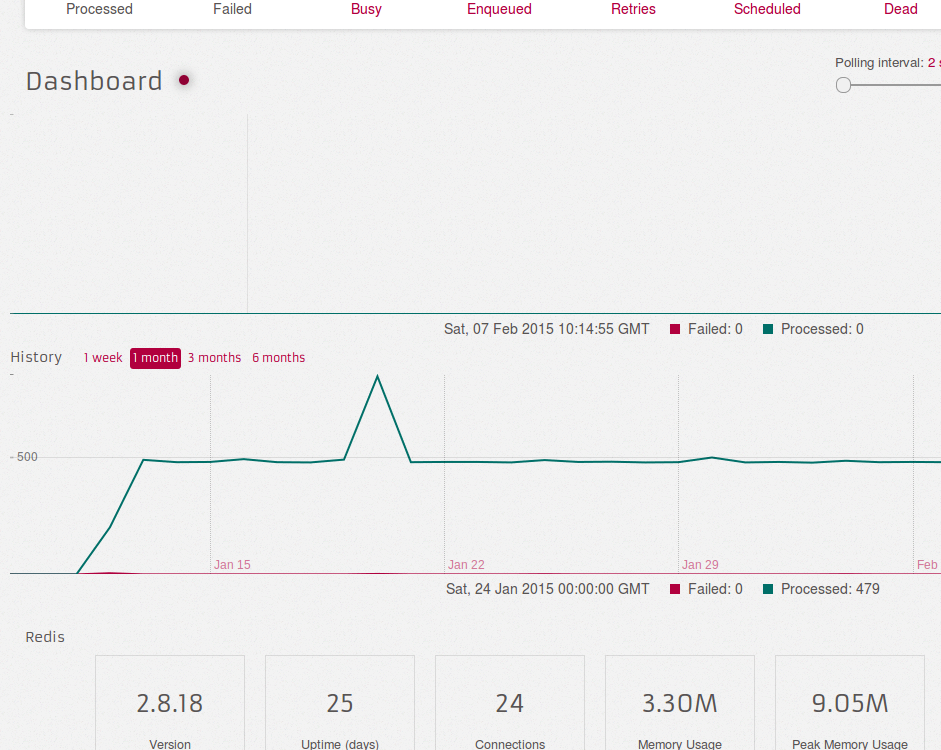 Processed Failed Busy Enqueued Retries Scheduled Dead
Dashboard
Polling interval: 2 s
Sat, 07 Feb 2015 10:14:55 GMT Failed: 0 Processed: 0
History 1 week 1 month 3 months 6 months
500
Jan 15 Jan 22 Jan 29 Feb
Sat, 24 Jan 2015 00:00:00 GMT Failed: 0 Processed: 479
Redis
2.8.18 25 24 3.30M 9.05M
Version Uptime (days) Connections Memory Usage Peak Memory Usage